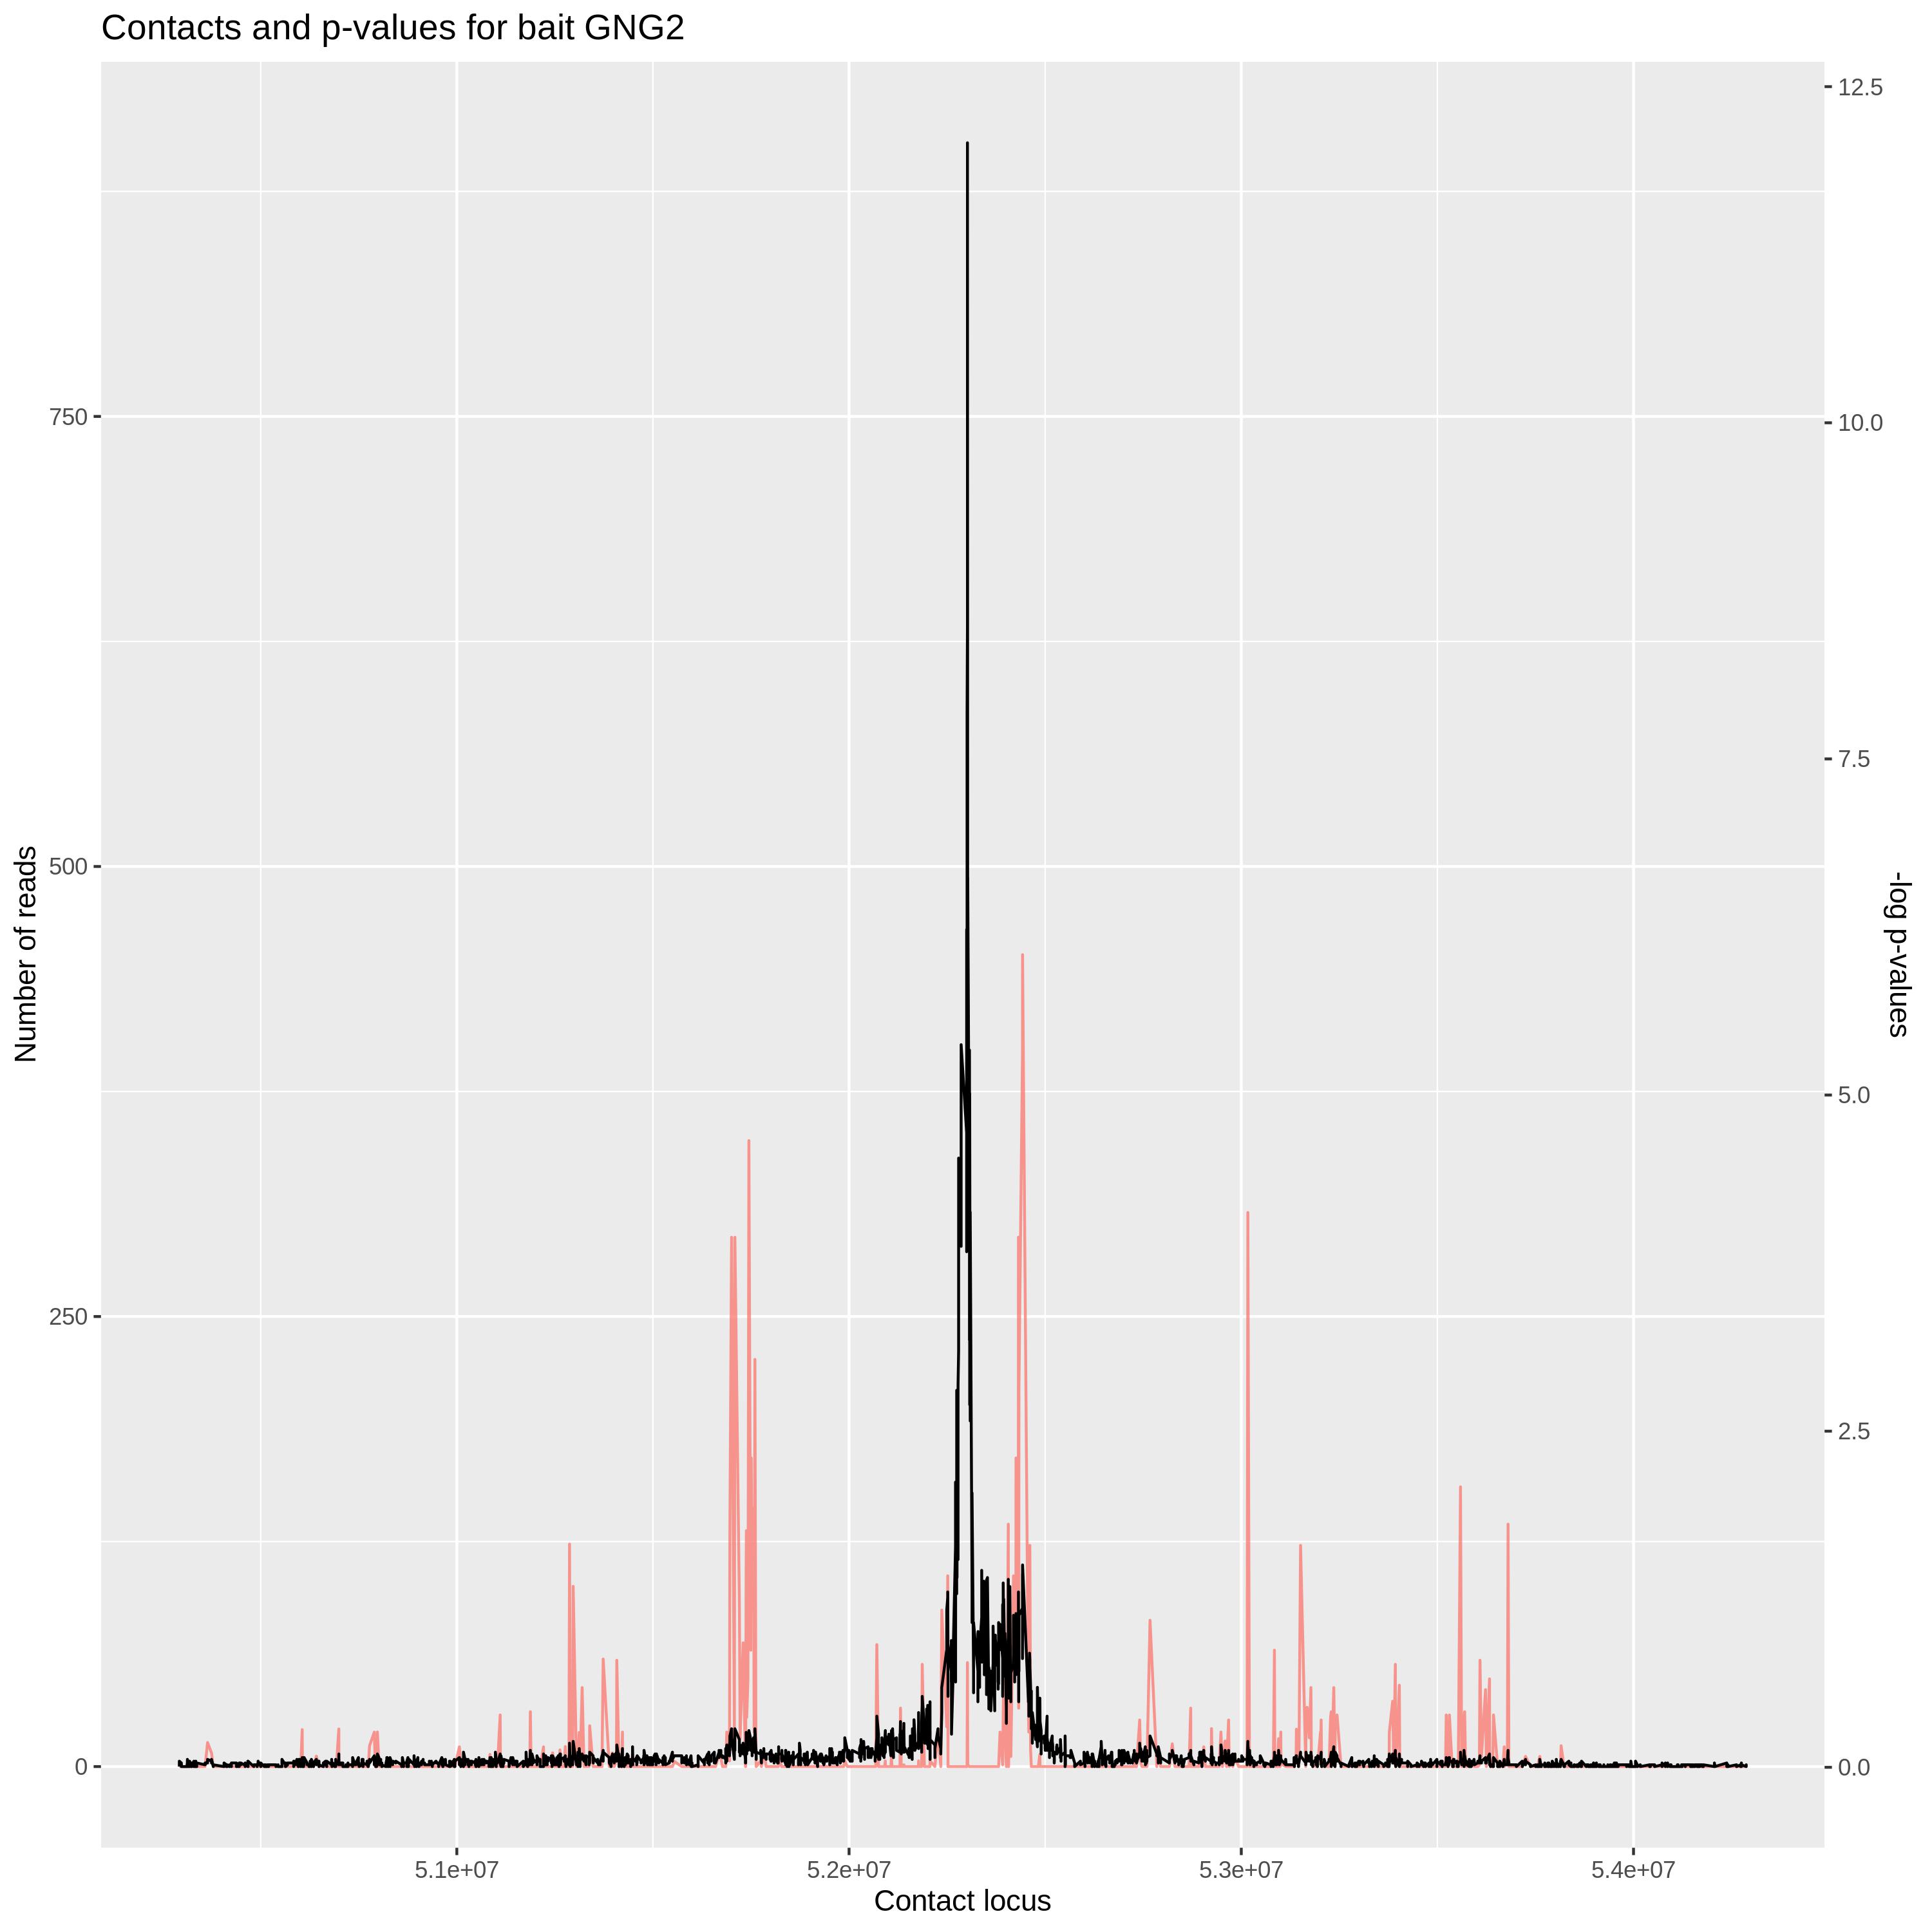 Contacts and p-values for bait GNG2
12.5
10.0
7.5
5.0
2.5
0.0
-log p-values
750
500
250
0
Number of reads
5.1e+07
5.2e+07
5.3e+07
5.4e+07
Contact locus